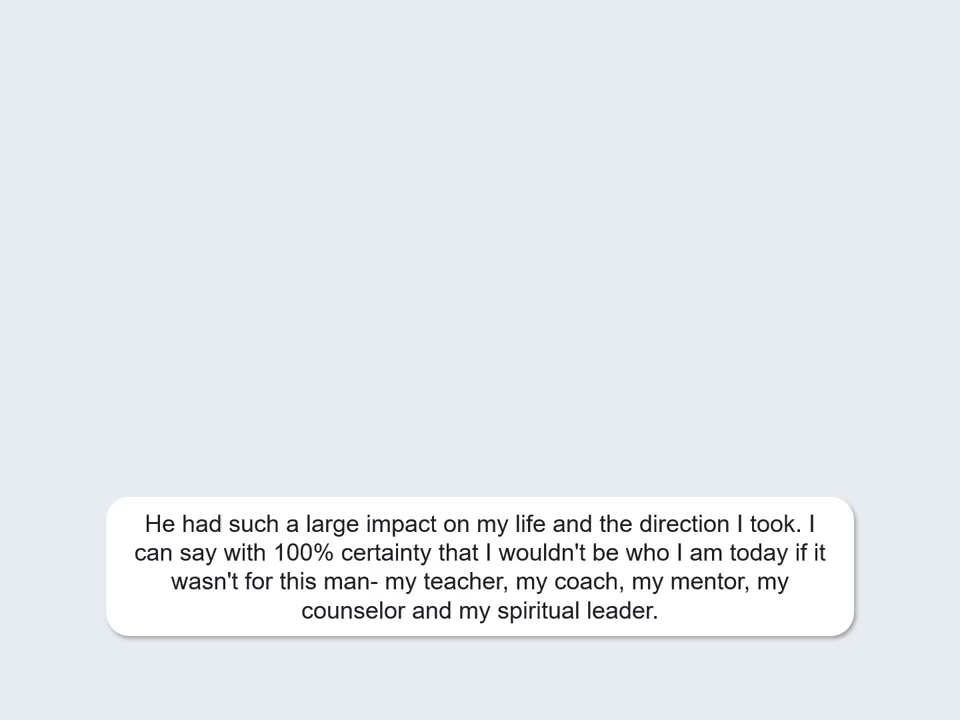 He had such a large impact on my life and the direction I took. I
can say with 100% certainty that I wouldn't be who I am today if it
wasn't for this man- my teacher, my coach, my mentor, my
counselor and my spiritual leader.